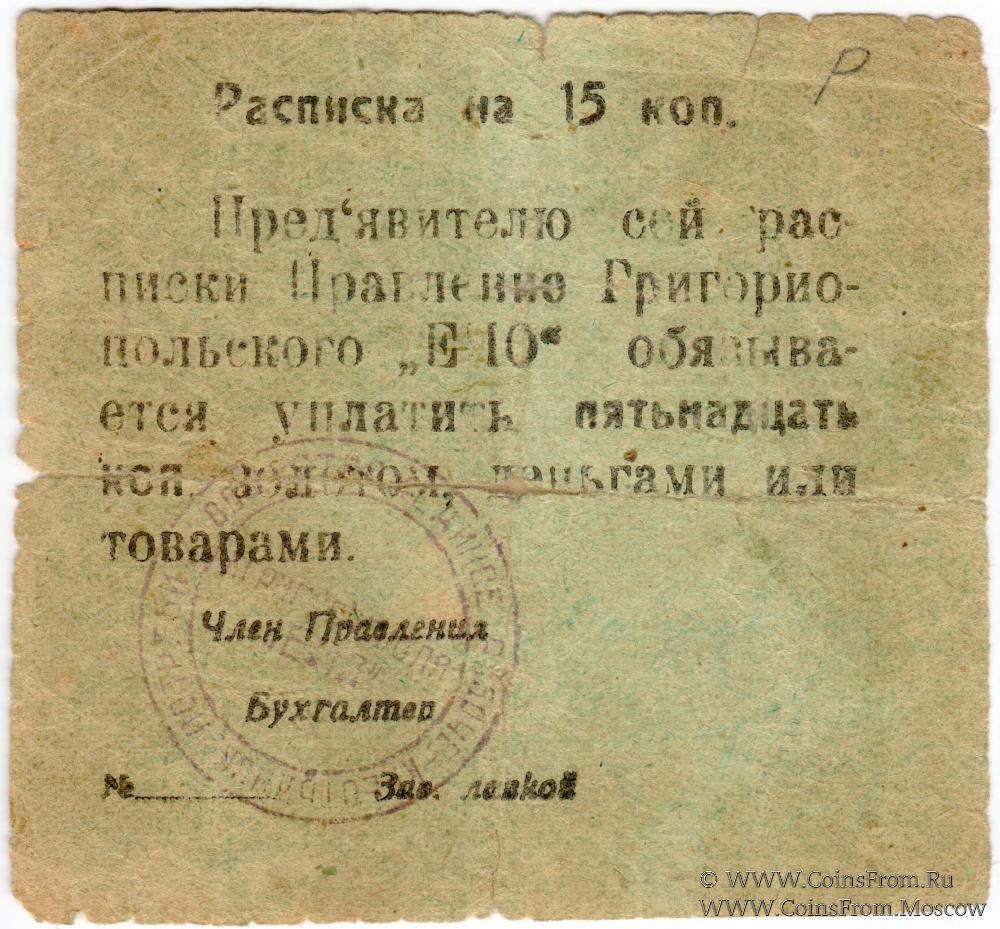 Р
Расписка на 15 коп.
Пред‘явителю сей рас-
писки Правление Григорио-
польского „ЕПО“ обязыва-
ется уплатить пятьнадцать
коп. золотом, деньгами или
товарами.
Член Правления
Бухгалтер
№ Зав. лавкой
© WWW.CoinsFrom.Ru
WWW.CoinsFrom.Moscow